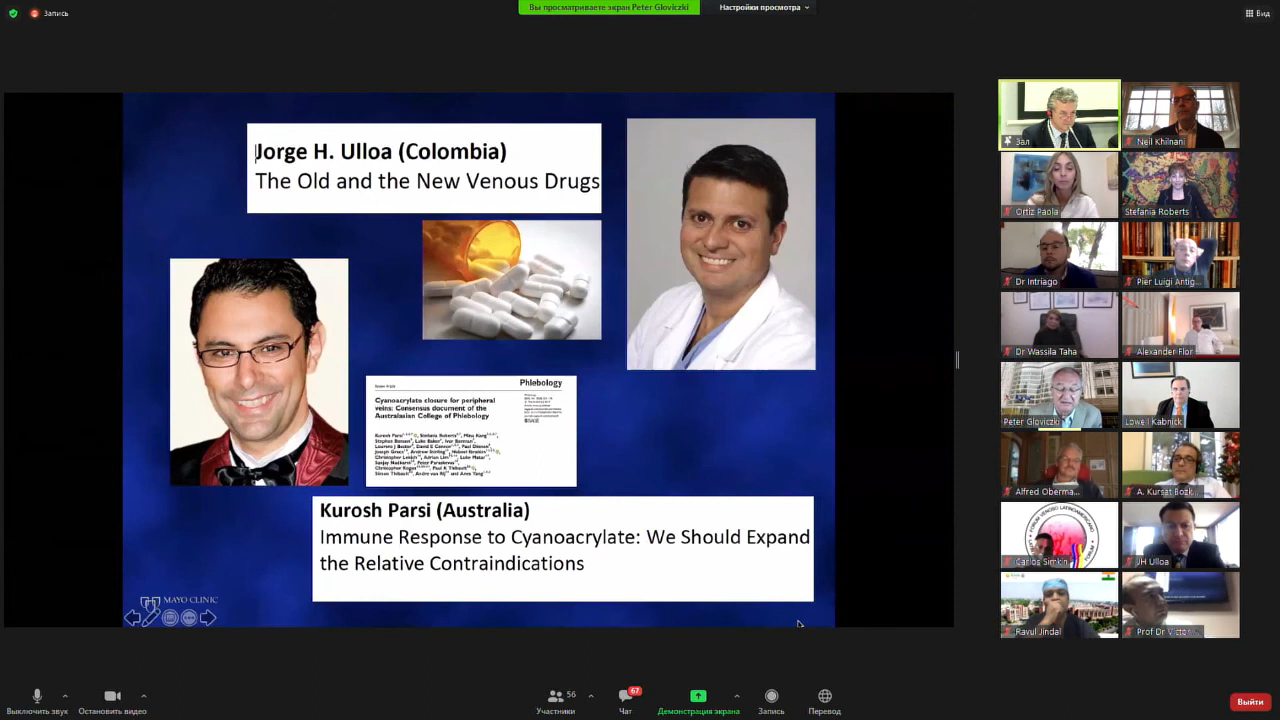 Запись
Вы просматриваете экран Peter Gloviczki
Настройки просмотра
Вид
Jorge H. Ulloa (Colombia)
The Old and the New Venous Drugs
Phlebology
Cyanoacrylate closure for peripheral
veins: Consensus document of the
Australasian College of Phlebology
Kurosh Parsi (Australia)
Immune Response to Cyanoacrylate: We Should Expand
the Relative Contraindications
MAYO CLINIC
Зал
Neil Khilnani
Ortiz Paola
Stefania Roberts
Dr Intriago
Pier Luigi Antig...
Dr Wassila Taha
Alexander Flor
Peter Gloviczki
Lowell Kabnick
Alfred Oberma...
A. Kursat Bozk...
FORUM VENOSO LATINOAMERICANO
Carlos Simkin
JH Ulloa
Ravul Jindal
Prof Dr Victor
Выключить звук
Остановить видео
56
Участники
67
Чат
Демонстрация экрана
Запись
Перевод
Выйти